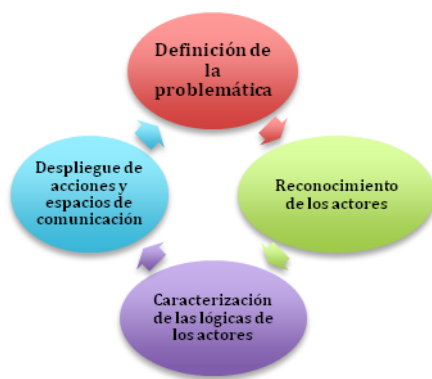 Definición de
la
problemática
Reconocimiento
de los actores
Caracterización
de las lógicas de
los actores
Despliegue de
acciones y
espacios de
comunicación